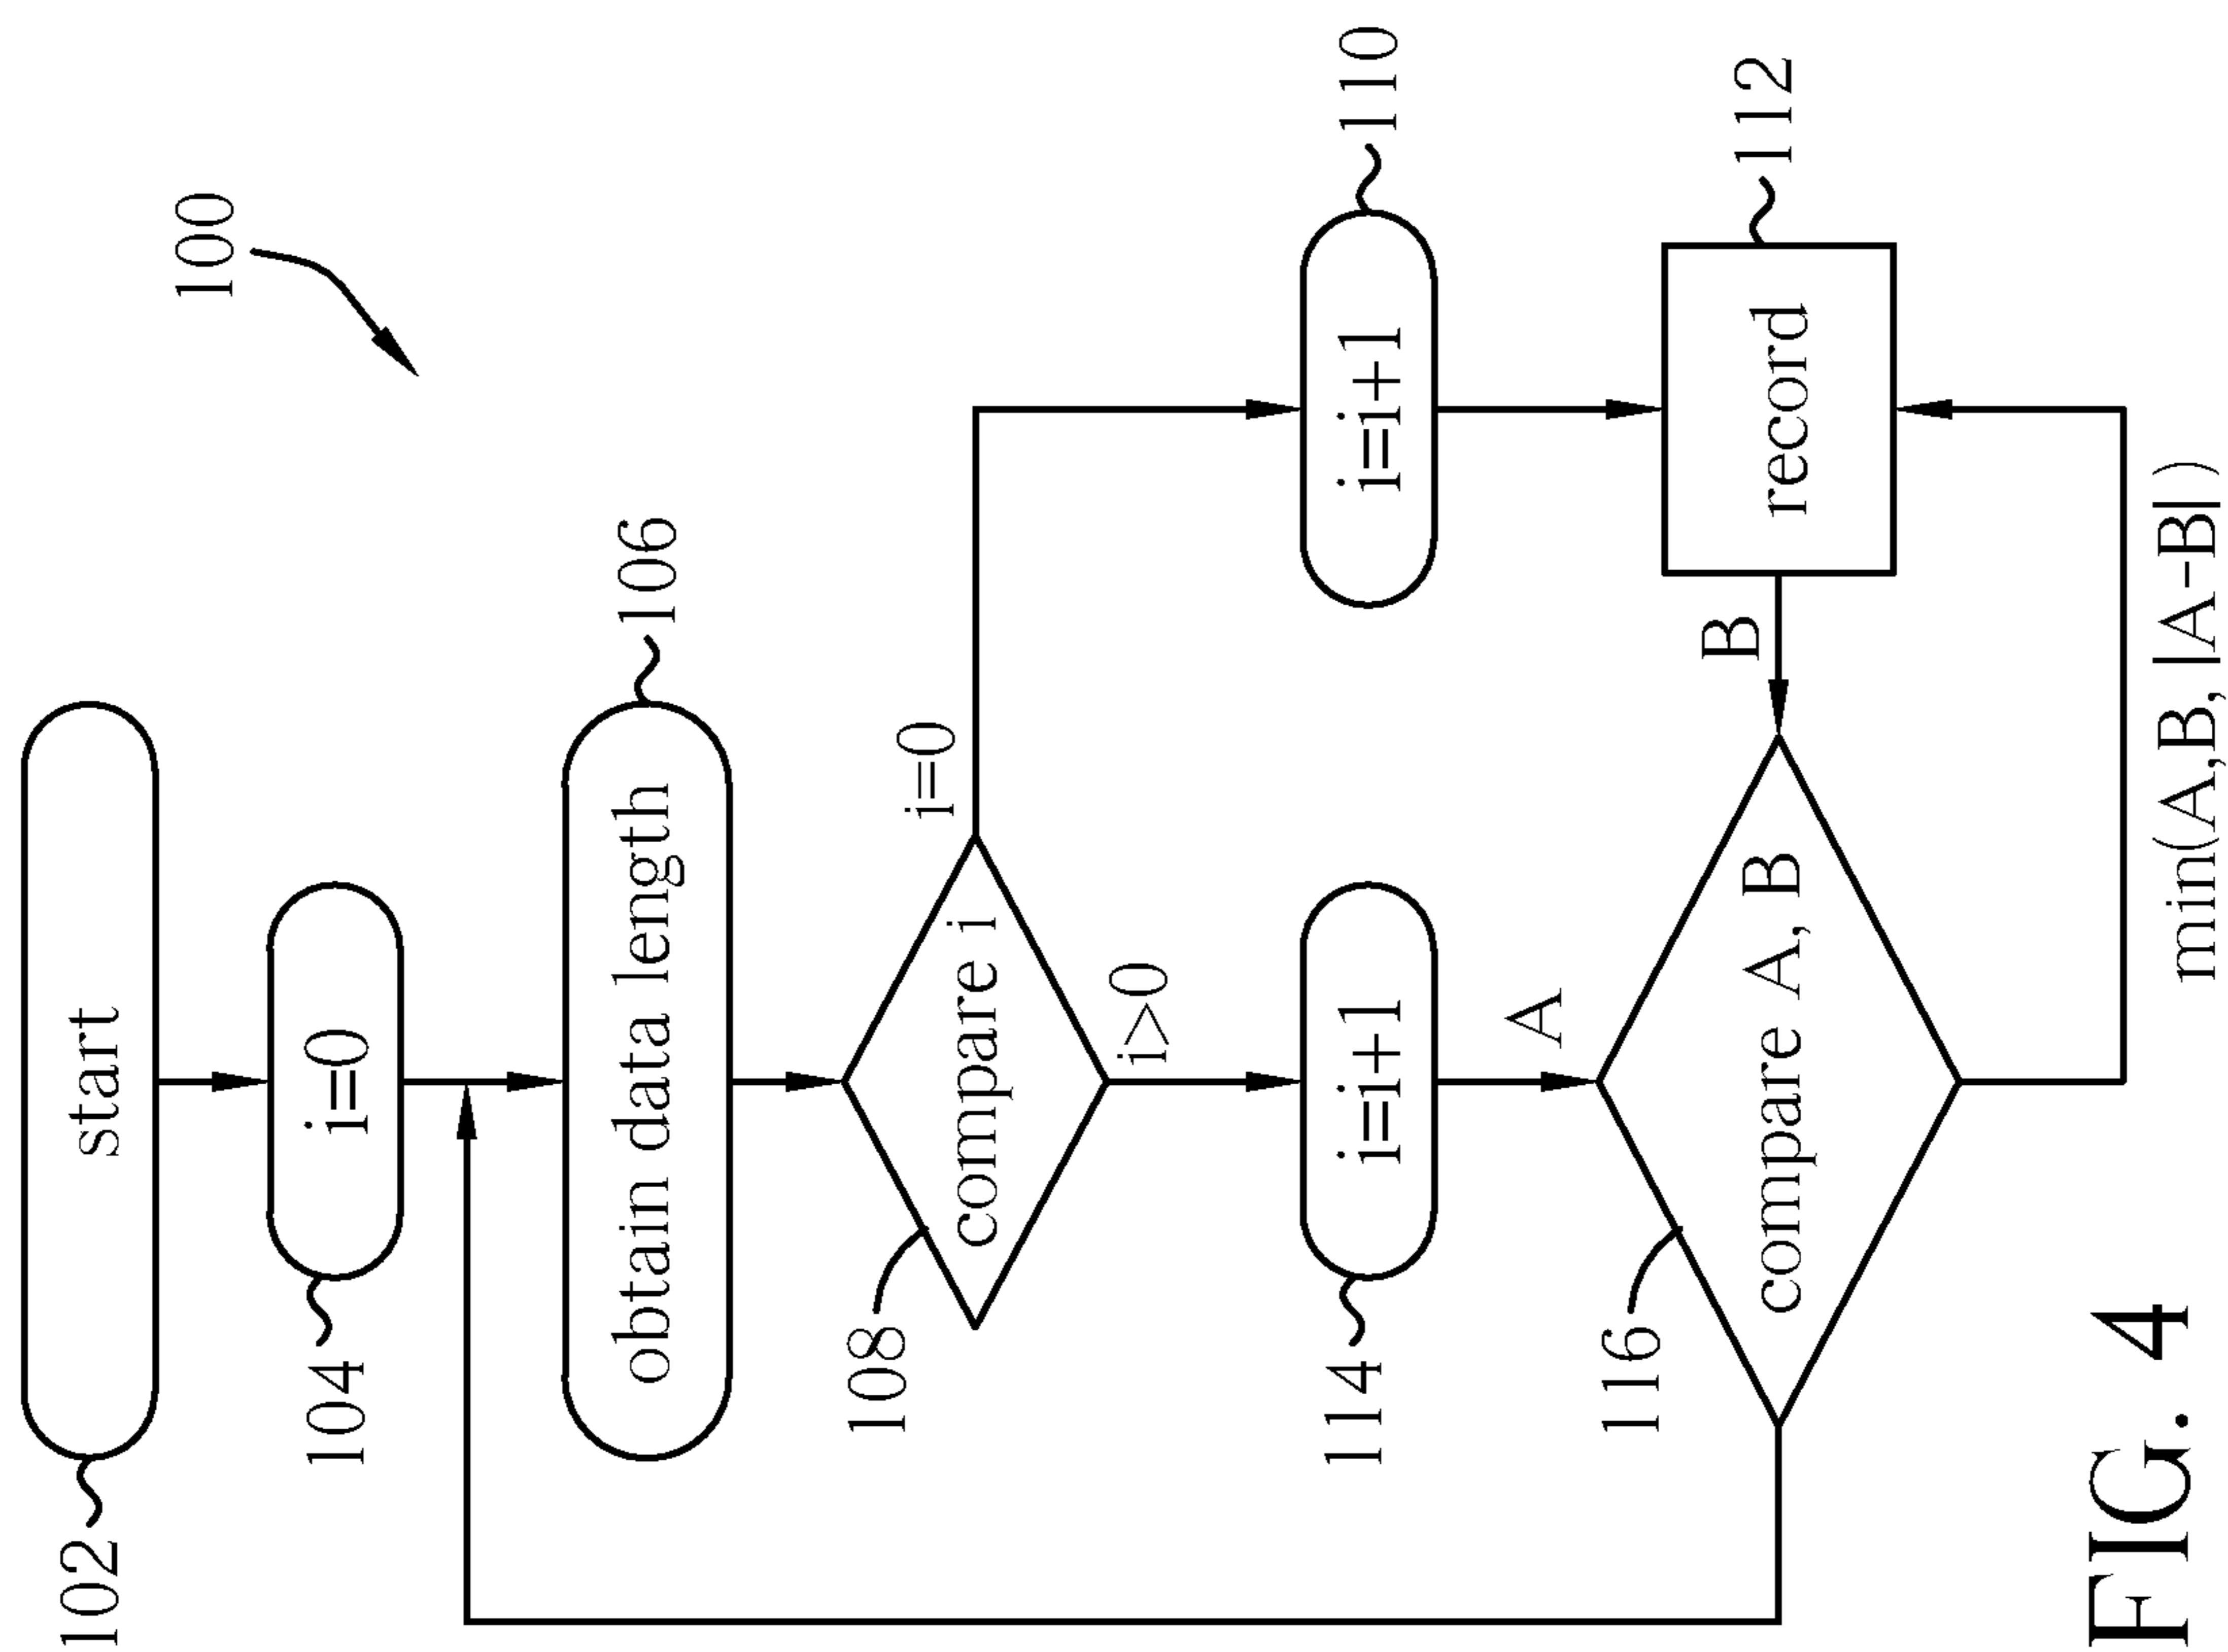 100
102
start
104
i=0
106
obtain data length
108
compare i
i=0
i>0
110
i=i+1
114
i=i+1
A
112
record
B
116
compare A, B
min(A,B, |A-B|)
FIG. 4